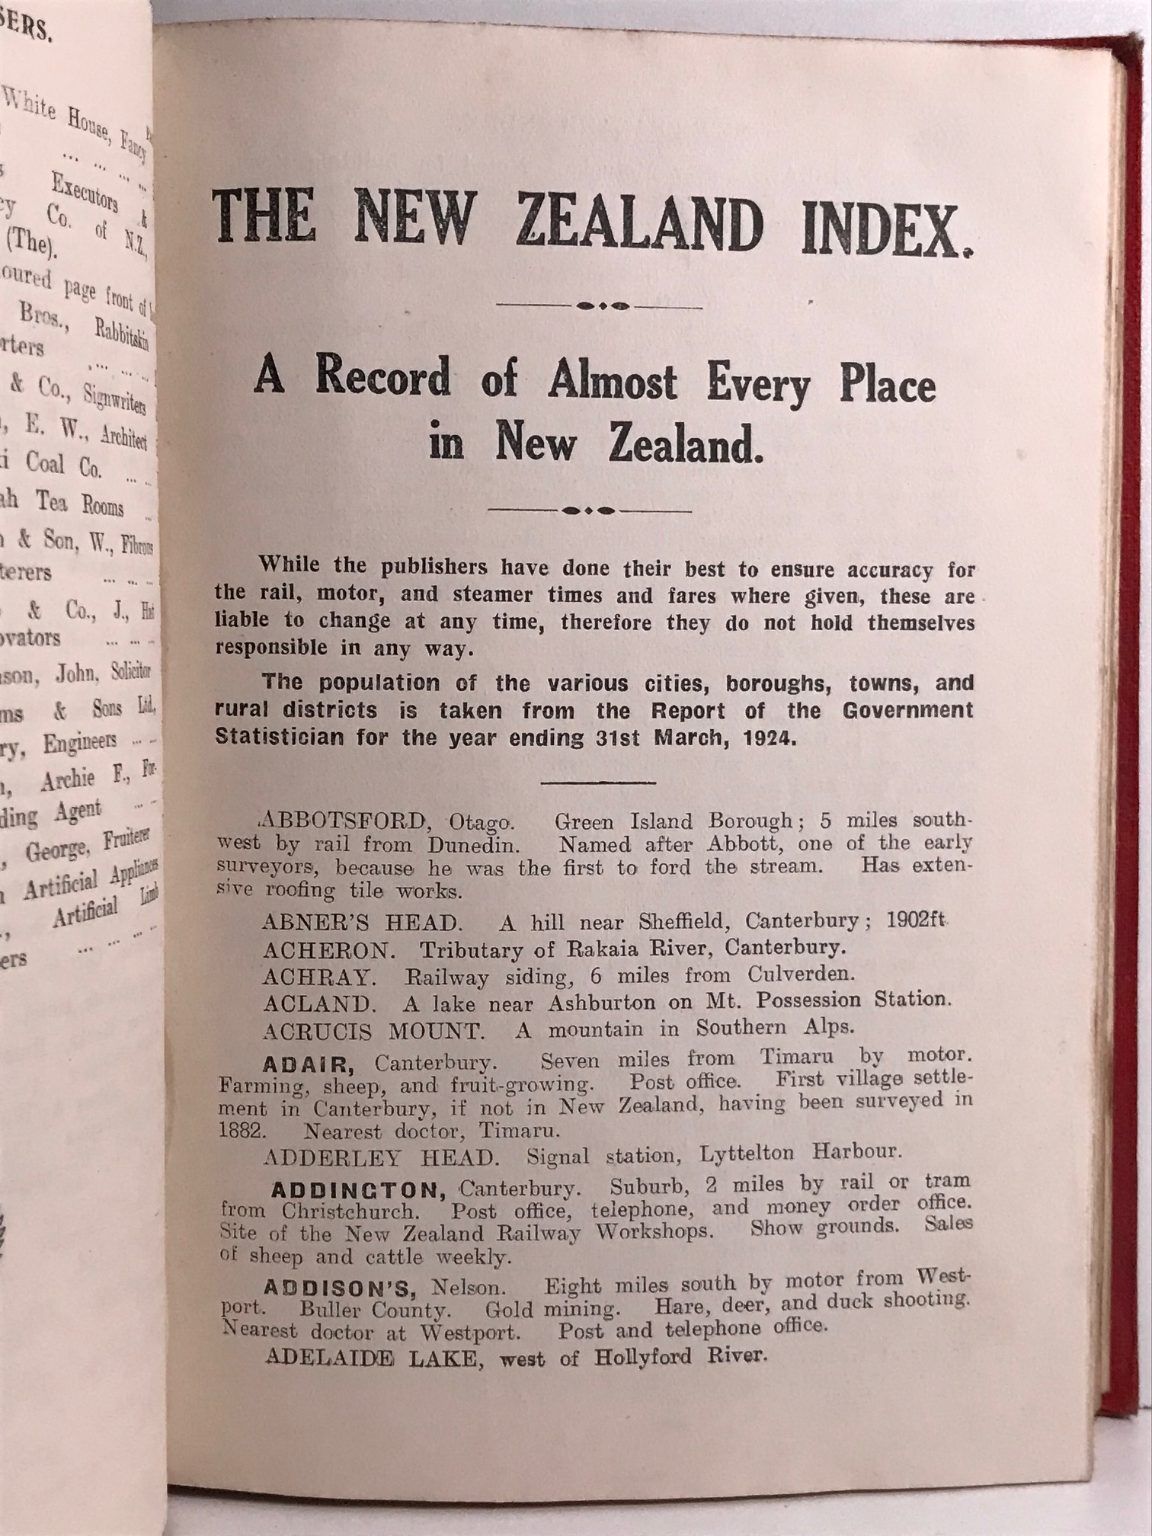 SERS.
White House, Fancy
... ... ... ...
Executors &
ey Co. of N.Z.,
(The).
oured page front of
Bros., Rabbitskin
rters ... ... ...
& Co., Signwriters
, E. W., Architect
ki Coal Co. ... ...
ah Tea Rooms ...
& Son, W., Fibrous
terers ... ... ...
& Co., J., Hat
ovators ... ... ...
nson, John, Solicitor
ms & Sons Ltd.,
ry, Engineers ... ...
, Archie F., For-
ding Agent ... ...
, George, Fruiterer
Artificial Appliances
., Artificial Limb
ers ... ... ... ...
THE NEW ZEALAND INDEX.
A Record of Almost Every Place
in New Zealand.
While the publishers have done their best to ensure accuracy for
the rail, motor, and steamer times and fares where given, these are
liable to change at any time, therefore they do not hold themselves
responsible in any way.
The population of the various cities, boroughs, towns, and
rural districts is taken from the Report of the Government
Statistician for the year ending 31st March, 1924.
ABBOTSFORD, Otago. Green Island Borough; 5 miles south-
west by rail from Dunedin. Named after Abbott, one of the early
surveyors, because he was the first to ford the stream. Has exten-
sive roofing tile works.
ABNER'S HEAD. A hill near Sheffield, Canterbury; 1902ft
ACHERON. Tributary of Rakaia River, Canterbury.
ACHRAY. Railway siding, 6 miles from Culverden.
ACLAND. A lake near Ashburton on Mt. Possession Station.
ACRUCIS MOUNT. A mountain in Southern Alps.
ADAIR, Canterbury. Seven miles from Timaru by motor.
Farming, sheep, and fruit-growing. Post office. First village settle-
ment in Canterbury, if not in New Zealand, having been surveyed in
1882. Nearest doctor, Timaru.
ADDERLEY HEAD. Signal station, Lyttelton Harbour.
ADDINGTON, Canterbury. Suburb, 2 miles by rail or tram
from Christchurch. Post office, telephone, and money order office.
Site of the New Zealand Railway Workshops. Show grounds. Sales
of sheep and cattle weekly.
ADDISON'S, Nelson. Eight miles south by motor from West-
port. Buller County. Gold mining. Hare, deer, and duck shooting.
Nearest doctor at Westport. Post and telephone office.
ADELAIDE LAKE, west of Hollyford River.